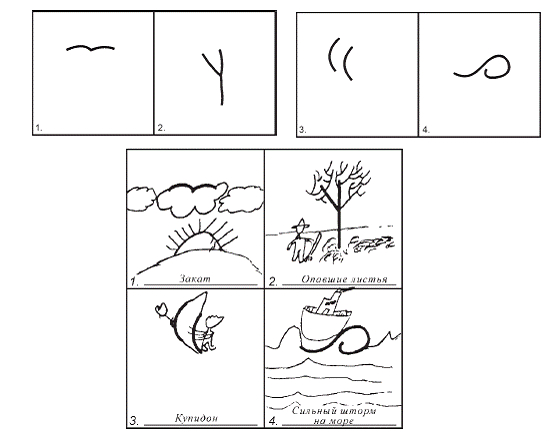 1.
2.
3.
4.
1. Закат
2. Опавшие листья
3. Купидон
4. Сильный шторм
на море